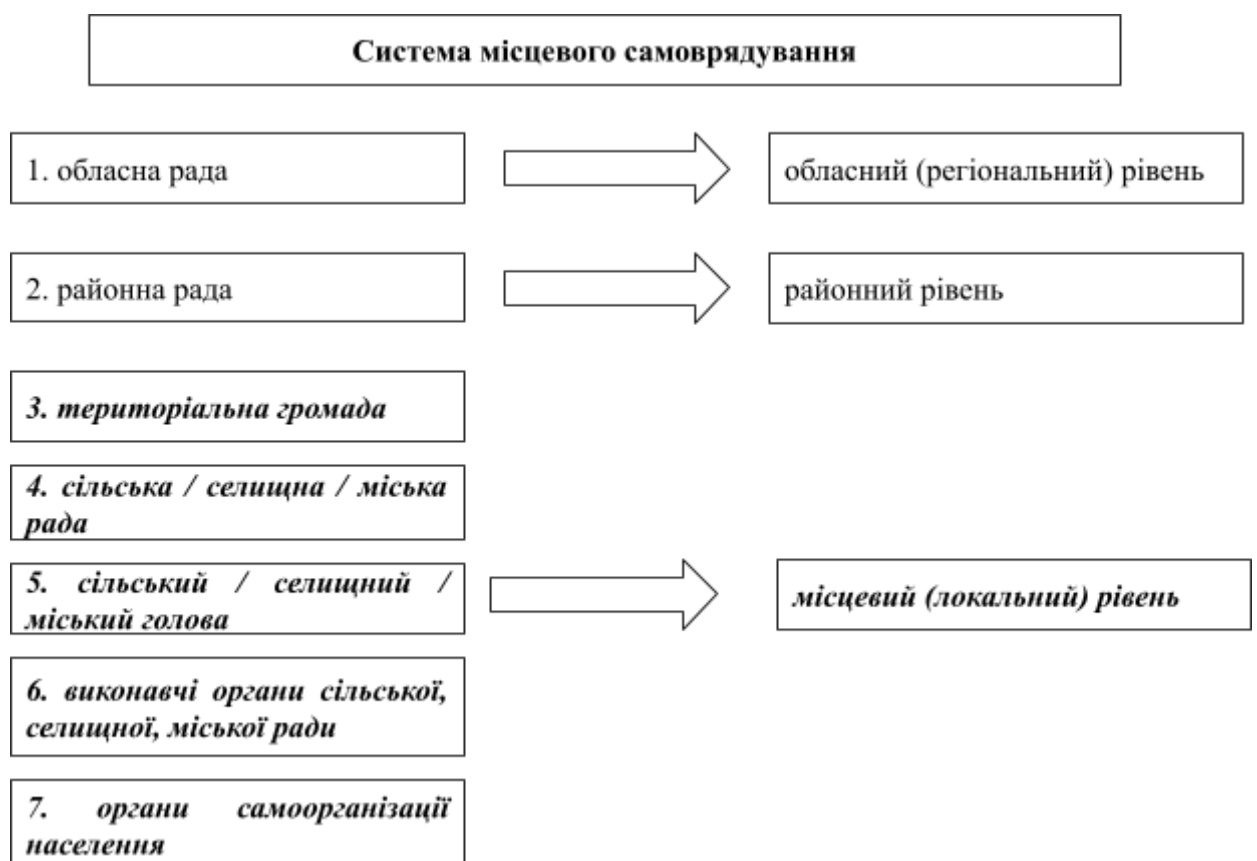 Система місцевого самоврядування
1. обласна рада
обласний (регіональний) рівень
2. районна рада
районний рівень
3. територіальна громада
4. сільська / селищна / міська
рада
5. сільський / селищний /
міський голова
місцевий (локальний) рівень
6. виконавчі органи сільської,
селищної, міської ради
7. органи самоорганізації
населення